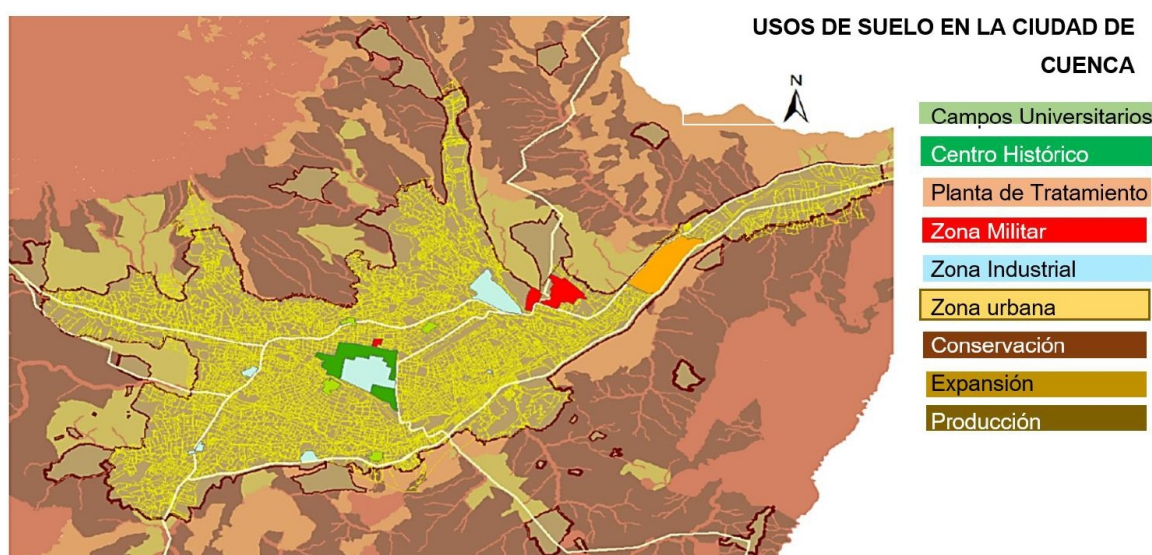 USOS DE SUELO EN LA CIUDAD DE
CUENCA
N
Campos Universitarios
Centro Histórico
Planta de Tratamiento
Zona Militar
Zona Industrial
Zona urbana
Conservación
Expansión
Producción